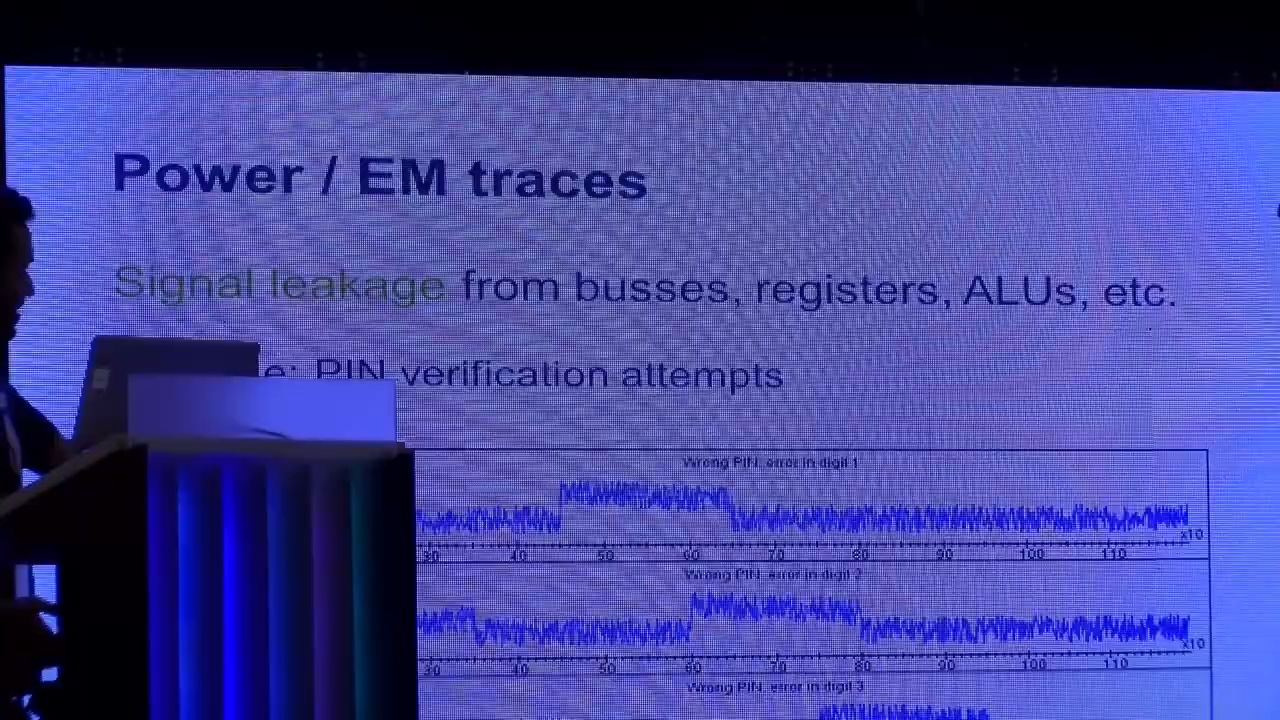 Power / EM traces
Signal leakage from busses, registers, ALUs, etc.
e: PIN verification attempts
Wrong PIN, error in digit 1
30 40 50 60 70 80 90 100 110 x10
Wrong PIN, error in digit 2
30 40 50 60 70 80 90 100 110 x10
Wrong PIN, error in digit 3